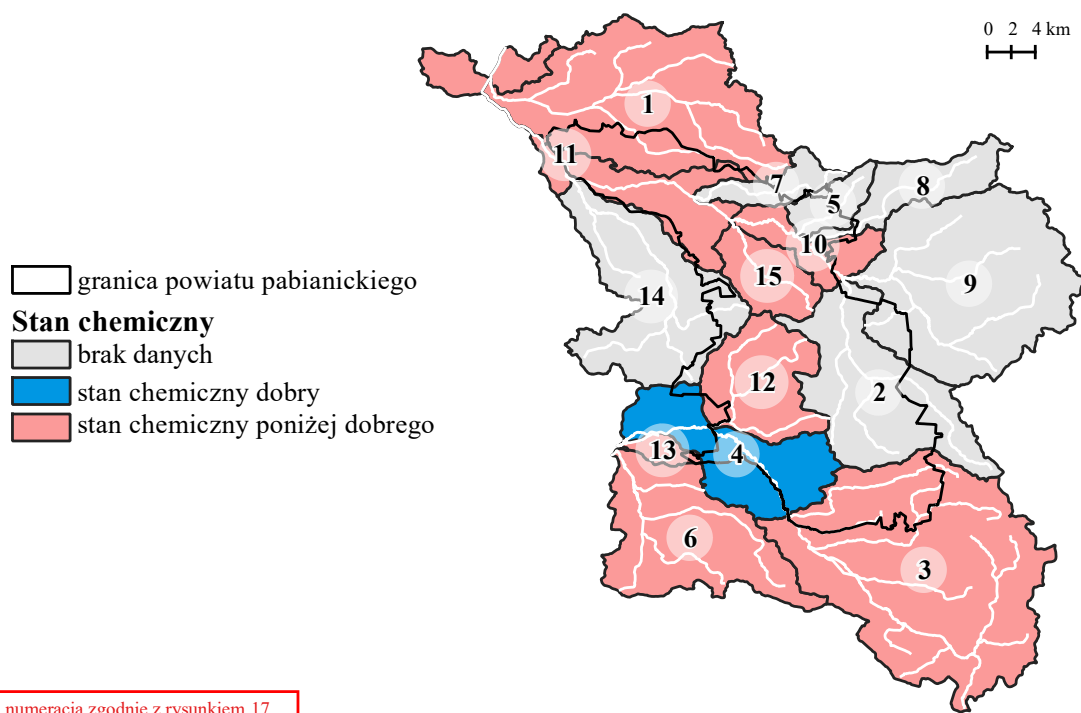 0 2 4 km
1
11
7
8
5
10
9
15
14
12
2
4
13
6
3
granica powiatu pabianickiego
Stan chemiczny
brak danych
stan chemiczny dobry
stan chemiczny poniżej dobrego
numeracja zgodnie z rysunkiem 17